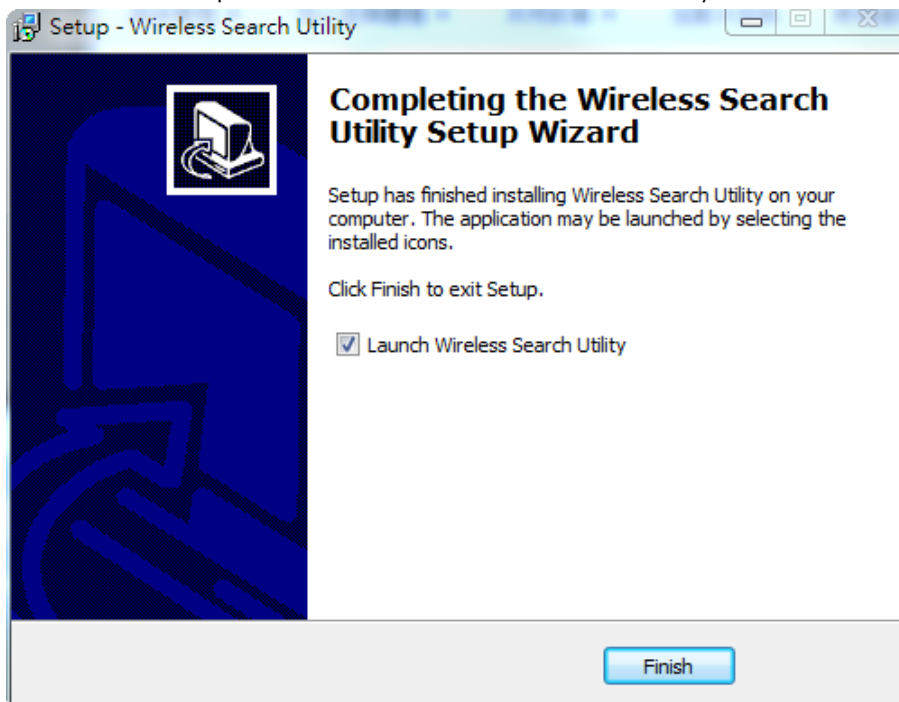 Setup - Wireless Search Utility
Completing the Wireless Search
Utility Setup Wizard
Setup has finished installing Wireless Search Utility on your
computer. The application may be launched by selecting the
installed icons.
Click Finish to exit Setup.
Launch Wireless Search Utility
Finish